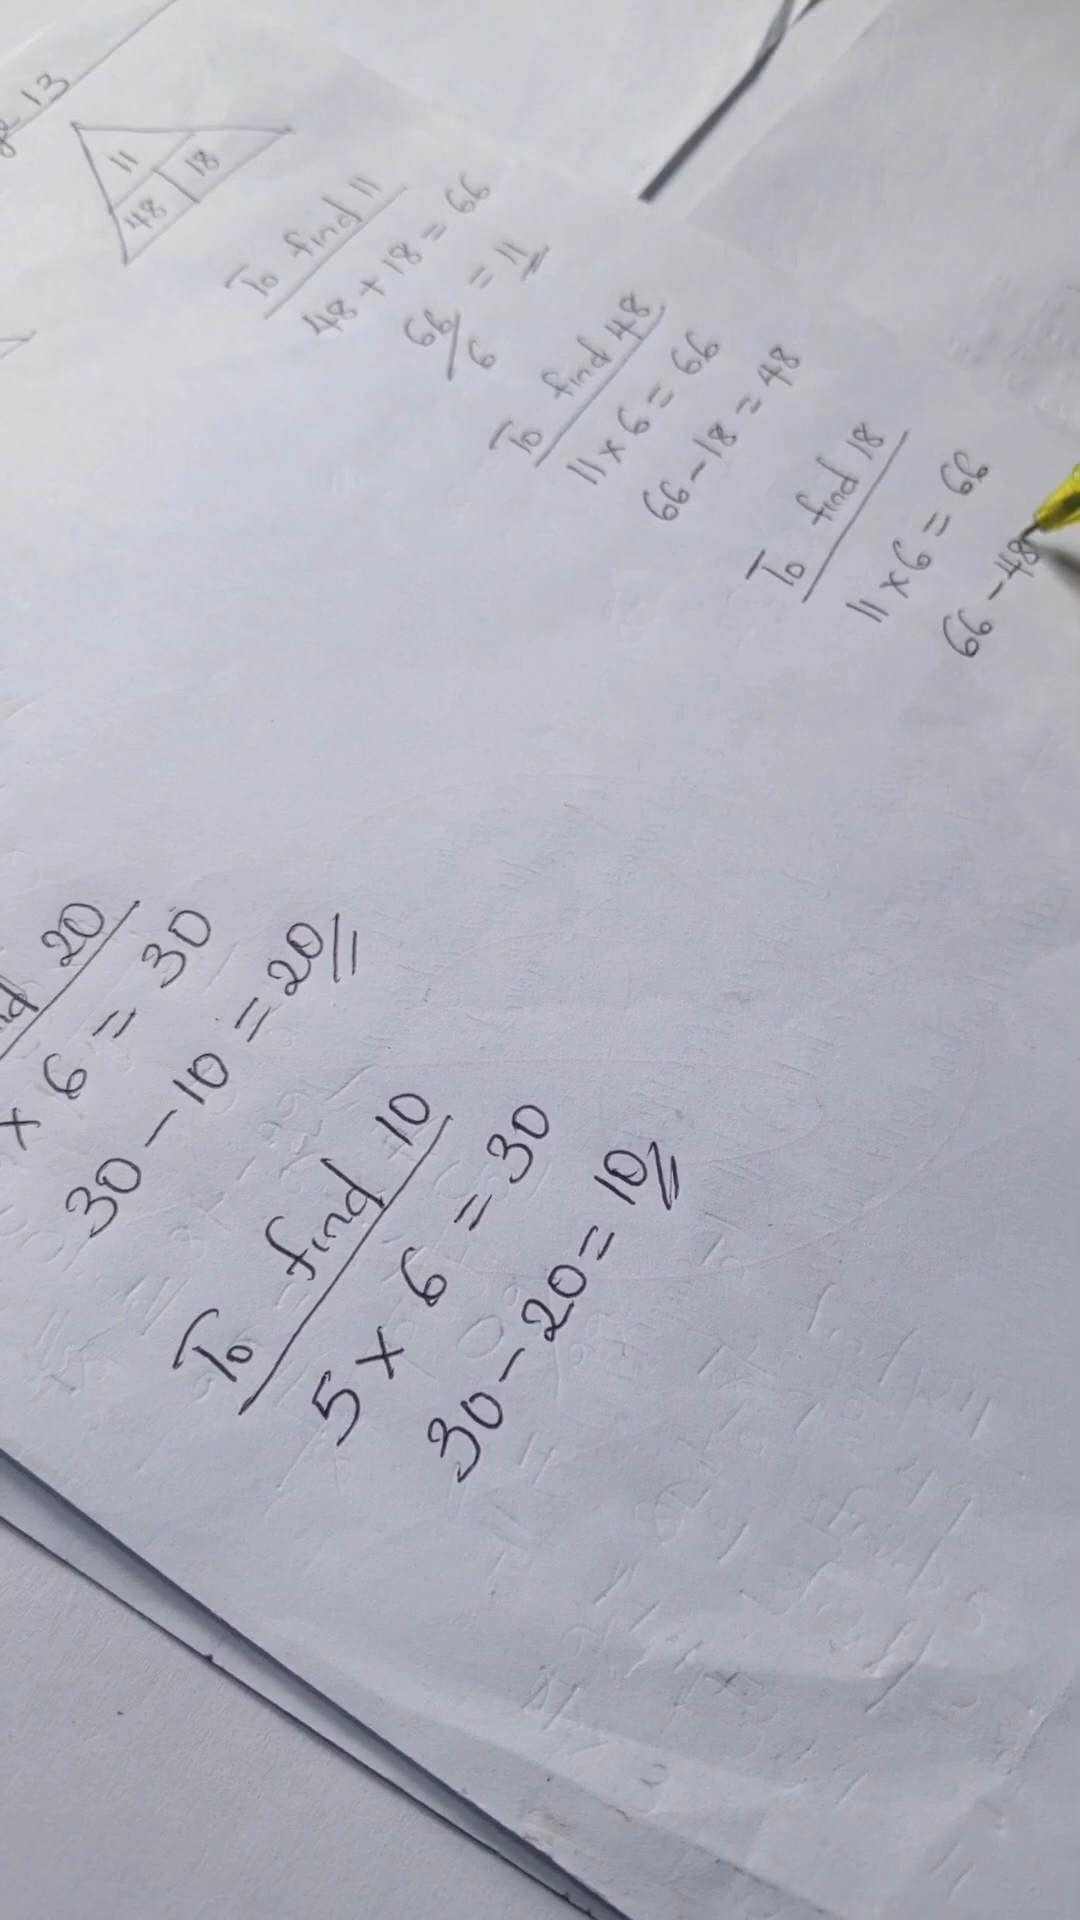 13
11
48 18
To find 11
48 + 18 = 66
66/6 = 11
To find 48
11 x 6 = 66
66 - 18 = 48
To find 18
11 x 6 = 66
66 - 48
20
x 6 = 30
30 - 10 = 20
To find 10
5 x 6 = 30
30 - 20 = 10